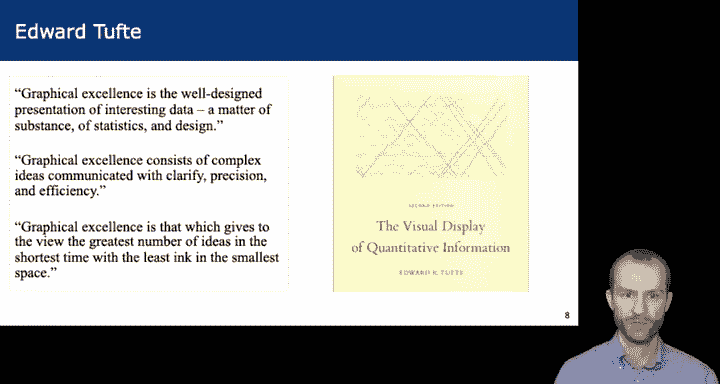 Edward Tufte
“Graphical excellence is the well-designed
presentation of interesting data – a matter of
substance, of statistics, and design.”
“Graphical excellence consists of complex
ideas communicated with clarify, precision,
and efficiency.”
“Graphical excellence is that which gives to
the view the greatest number of ideas in the
shortest time with the least ink in the smallest
space.”
SECOND EDITION
The Visual Display
of Quantitative Information
EDWARD R. TUFTE
8